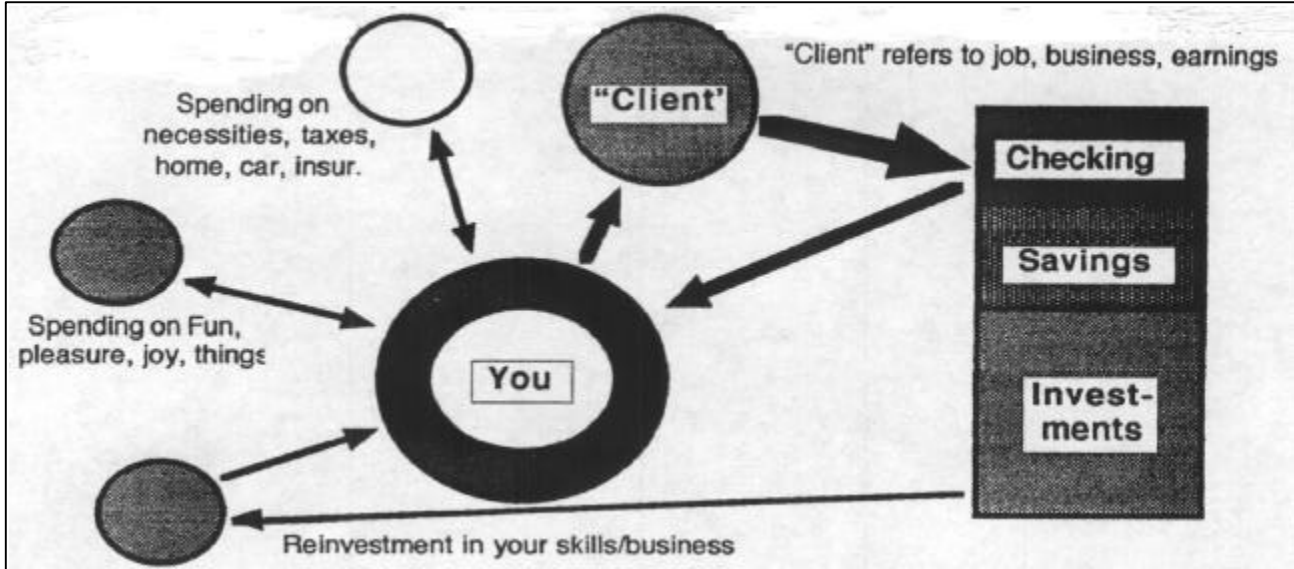 "Client" refers to job, business, earnings
"Client'
Spending on
necessities, taxes,
home, car, insur.
Checking
Savings
Spending on Fun,
pleasure, joy, things
You
Invest-
ments
Reinvestment in your skills/business